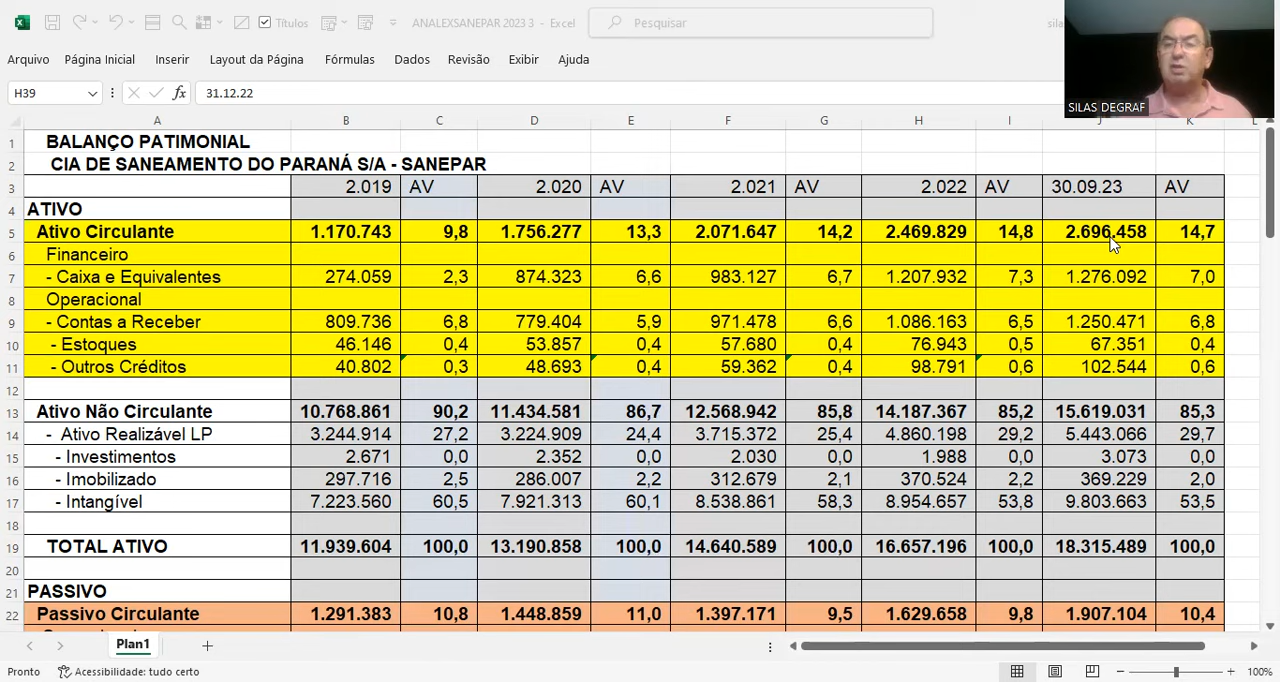 Títulos
ANALEXSANEPAR 2023 3 - Excel
Pesquisar
Arquivo Página Inicial Inserir Layout da Página Fórmulas Dados Revisão Exibir Ajuda
H39 fx 31.12.22
SILAS DEGRAF
A B C D E F G H I J K
1 BALANÇO PATIMONIAL
2 CIA DE SANEAMENTO DO PARANÁ S/A - SANEPAR
3 2.019 AV 2.020 AV 2.021 AV 2.022 AV 30.09.23 AV
4 ATIVO
5 Ativo Circulante 1.170.743 9,8 1.756.277 13,3 2.071.647 14,2 2.469.829 14,8 2.696.458 14,7
6 Financeiro
7 - Caixa e Equivalentes 274.059 2,3 874.323 6,6 983.127 6,7 1.207.932 7,3 1.276.092 7,0
8 Operacional
9 - Contas a Receber 809.736 6,8 779.404 5,9 971.478 6,6 1.086.163 6,5 1.250.471 6,8
10 - Estoques 46.146 0,4 53.857 0,4 57.680 0,4 76.943 0,5 67.351 0,4
11 - Outros Créditos 40.802 0,3 48.693 0,4 59.362 0,4 98.791 0,6 102.544 0,6
12
13 Ativo Não Circulante 10.768.861 90,2 11.434.581 86,7 12.568.942 85,8 14.187.367 85,2 15.619.031 85,3
14 - Ativo Realizável LP 3.244.914 27,2 3.224.909 24,4 3.715.372 25,4 4.860.198 29,2 5.443.066 29,7
15 - Investimentos 2.671 0,0 2.352 0,0 2.030 0,0 1.988 0,0 3.073 0,0
16 - Imobilizado 297.716 2,5 286.007 2,2 312.679 2,1 370.524 2,2 369.229 2,0
17 - Intangível 7.223.560 60,5 7.921.313 60,1 8.538.861 58,3 8.954.657 53,8 9.803.663 53,5
18
19 TOTAL ATIVO 11.939.604 100,0 13.190.858 100,0 14.640.589 100,0 16.657.196 100,0 18.315.489 100,0
20
21 PASSIVO
22 Passivo Circulante 1.291.383 10,8 1.448.859 11,0 1.397.171 9,5 1.629.658 9,8 1.907.104 10,4
Plan1
Pronto Acessibilidade: tudo certo 100%